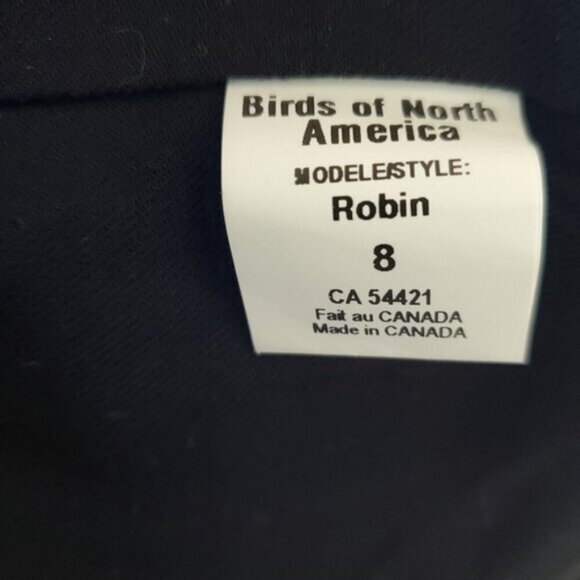 Birds of North
America
MODELE/STYLE:
Robin
8
CA 54421
Fait au CANADA
Made in CANADA